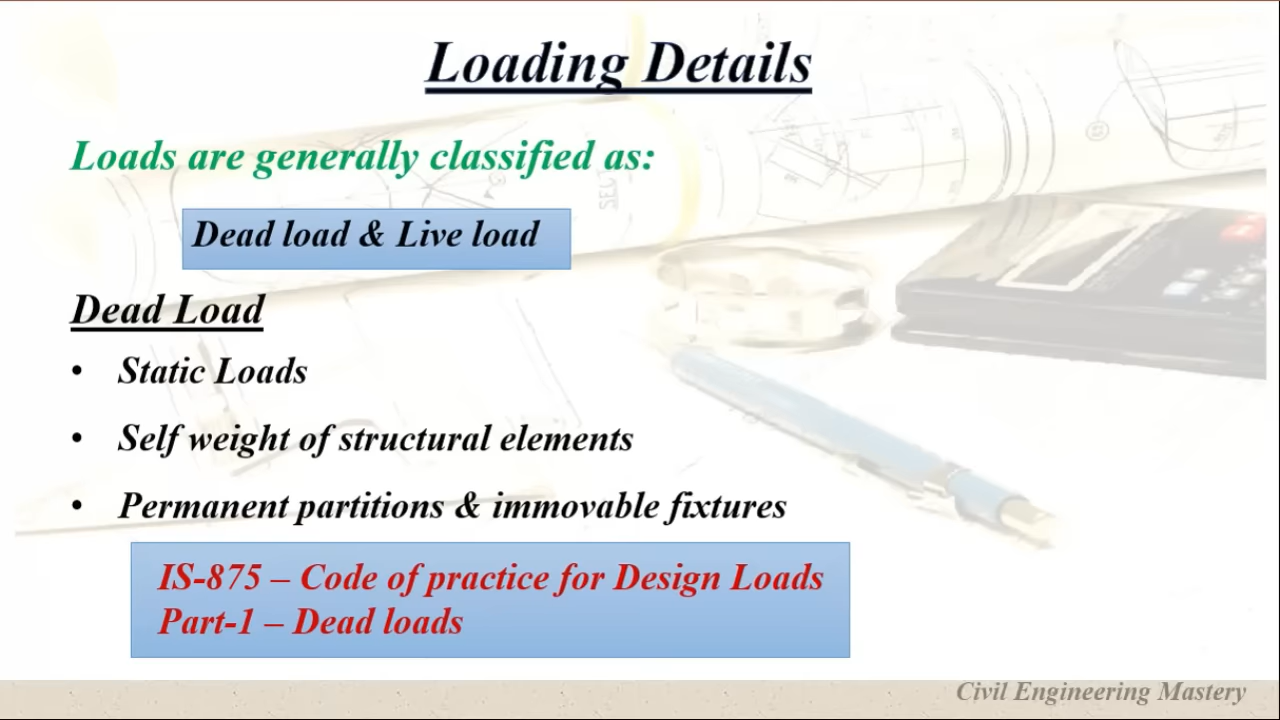 Loading Details
Loads are generally classified as:
Dead load & Live load
Dead Load
• Static Loads
• Self weight of structural elements
• Permanent partitions & immovable fixtures
IS-875 – Code of practice for Design Loads
Part-1 – Dead loads
Civil Engineering Mastery